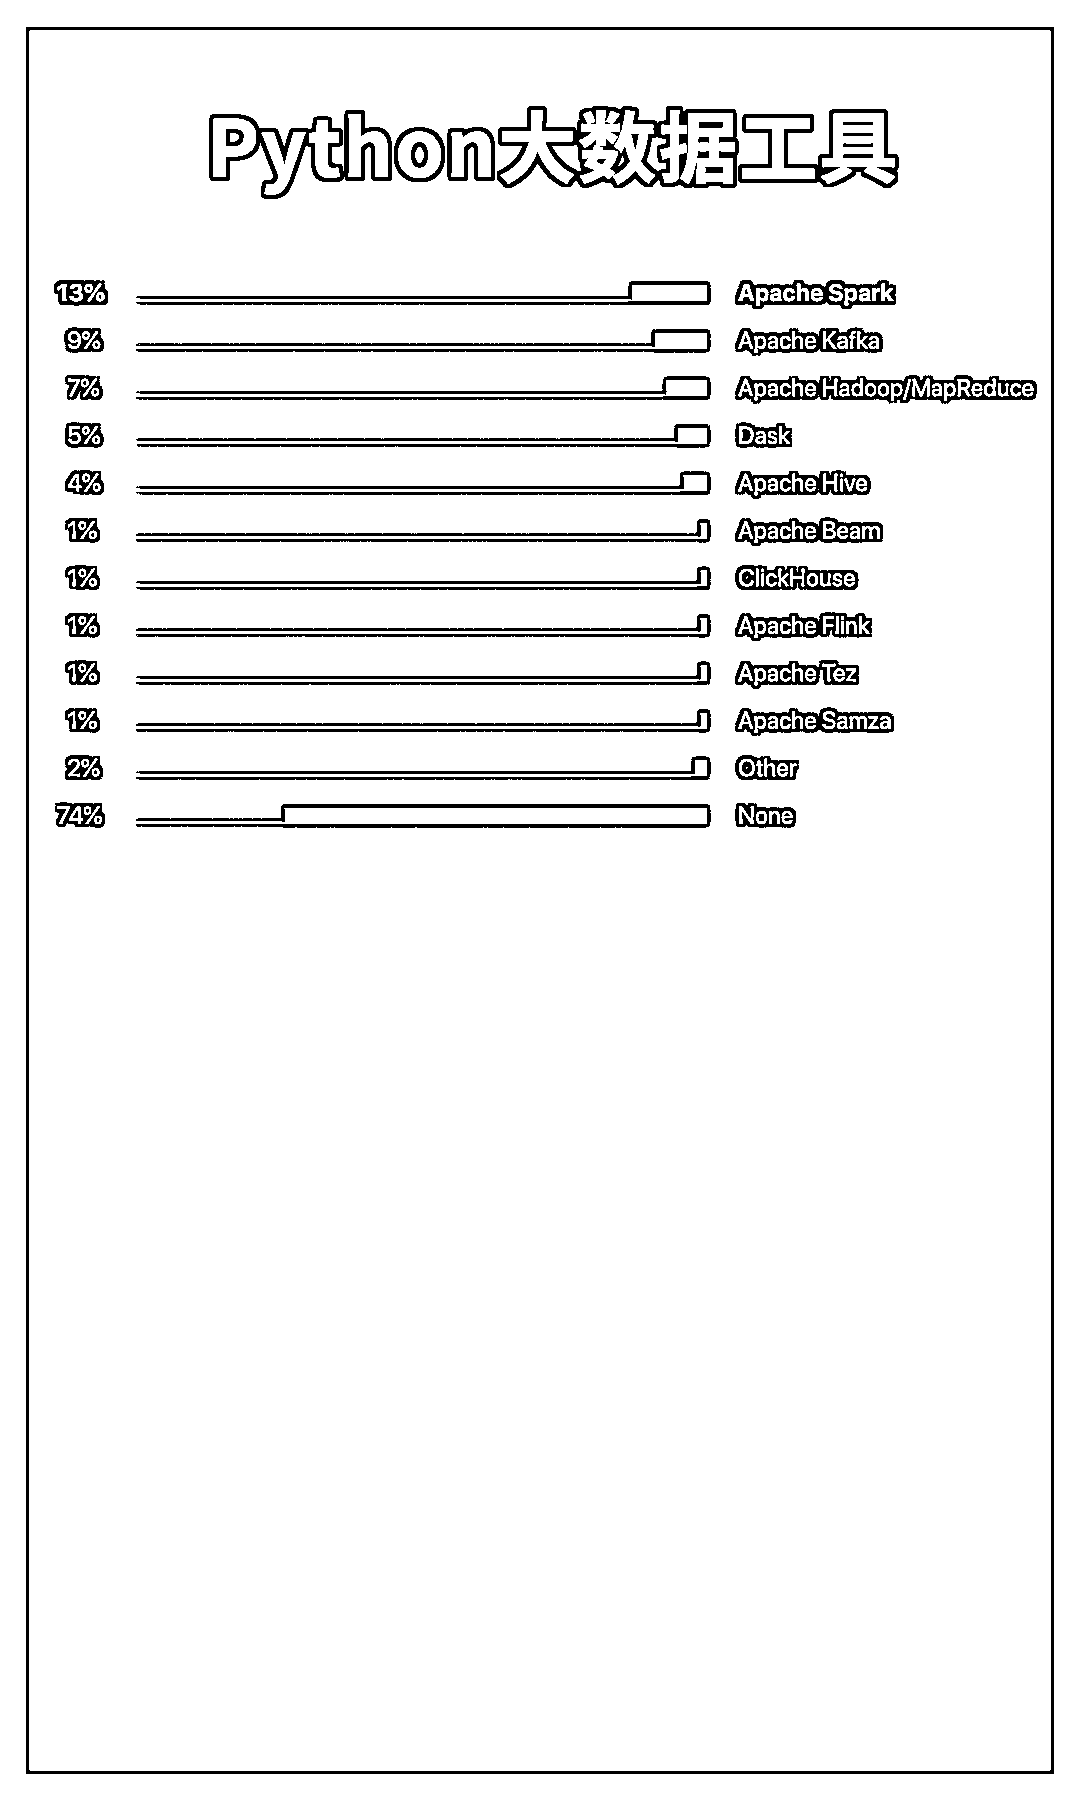 Python大数据工具
13% Apache Spark
9% Apache Kafka
7% Apache Hadoop/MapReduce
5% Dask
4% Apache Hive
1% Apache Beam
1% ClickHouse
1% Apache Flink
1% Apache Tez
1% Apache Samza
2% Other
74% None